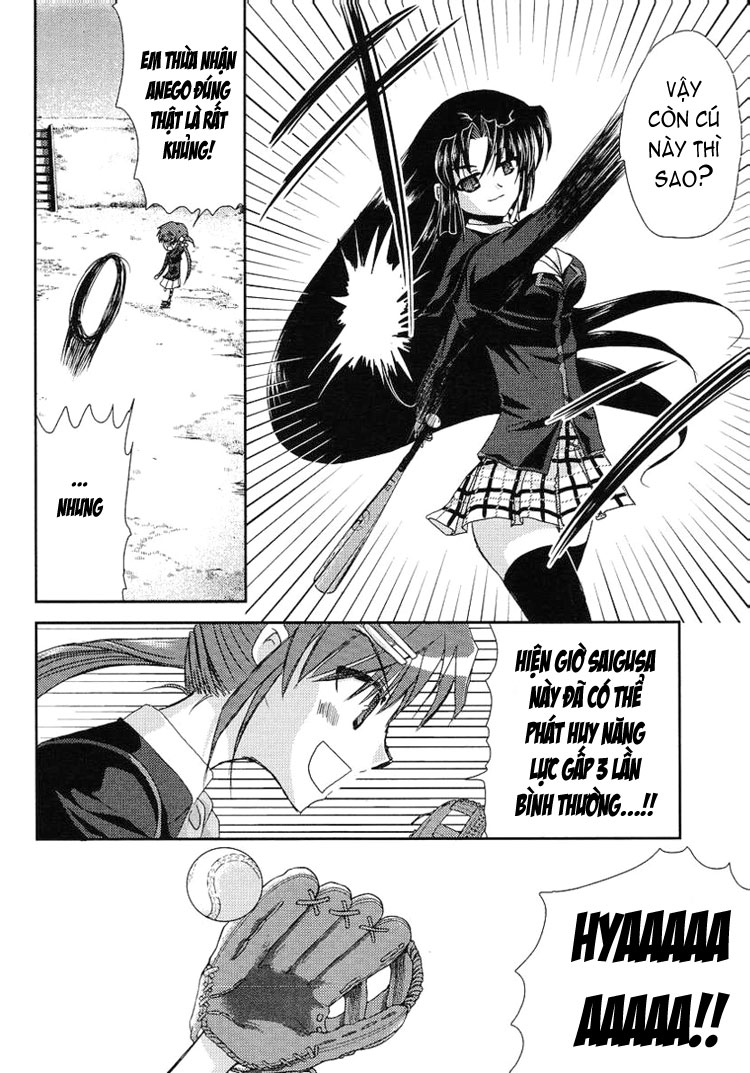 VẬY
CÒN CÚ
NÀY THÌ
SAO?
EM THỪA NHẬN
ANEGO ĐÚNG
THẬT LÀ RẤT
KHỦNG!
...
NHƯNG
HIỆN GIỜ SAIGUSA
NÀY ĐÃ CÓ THỂ
PHÁT HUY NĂNG
LỰC GẤP 3 LẦN
BÌNH THƯỜNG...!!
HYAAAAA
AAAAA!!